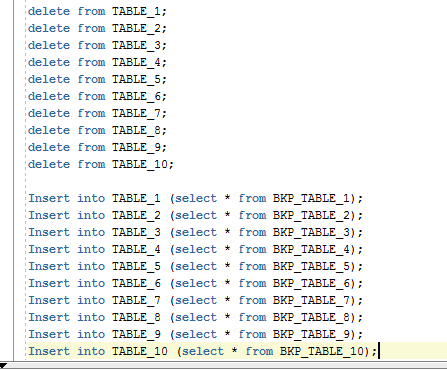 delete from TABLE_1;
delete from TABLE_2;
delete from TABLE_3;
delete from TABLE_4;
delete from TABLE_5;
delete from TABLE_6;
delete from TABLE_7;
delete from TABLE_8;
delete from TABLE_9;
delete from TABLE_10;
Insert into TABLE_1 (select * from BKP_TABLE_1);
Insert into TABLE_2 (select * from BKP_TABLE_2);
Insert into TABLE_3 (select * from BKP_TABLE_3);
Insert into TABLE_4 (select * from BKP_TABLE_4);
Insert into TABLE_5 (select * from BKP_TABLE_5);
Insert into TABLE_6 (select * from BKP_TABLE_6);
Insert into TABLE_7 (select * from BKP_TABLE_7);
Insert into TABLE_8 (select * from BKP_TABLE_8);
Insert into TABLE_9 (select * from BKP_TABLE_9);
Insert into TABLE_10 (select * from BKP_TABLE_10);